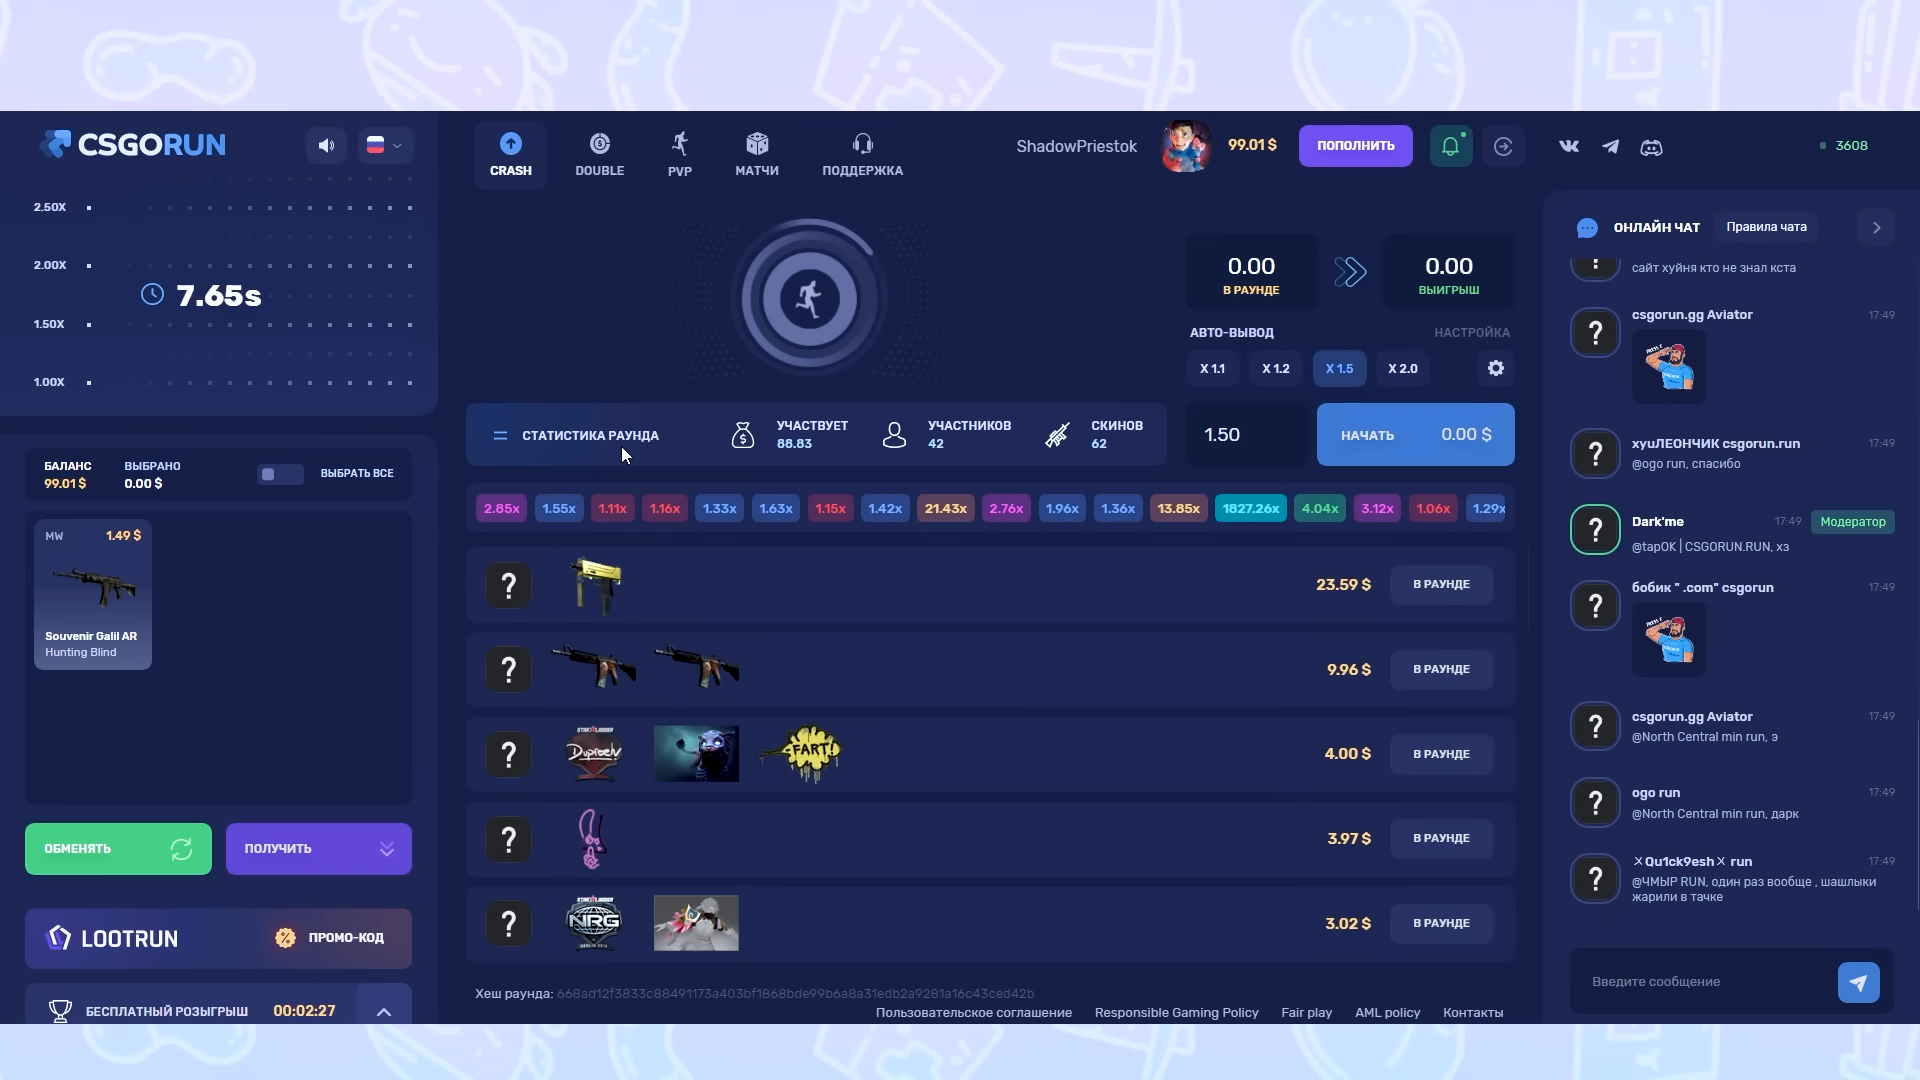 CSGORUN
CRASH
DOUBLE
PVP
МАТЧИ
ПОДДЕРЖКА
ShadowPriestok
99.01 $
ПОПОЛНИТЬ
3608
2.50X
2.00X
7.65s
1.50X
1.00X
0.00
В РАУНДЕ
0.00
ВЫИГРЫШ
АВТО-ВЫВОД
НАСТРОЙКА
X 1.1
X 1.2
X 1.5
X 2.0
СТАТИСТИКА РАУНДА
УЧАСТВУЕТ
88.83
УЧАСТНИКОВ
42
СКИНОВ
62
1.50
НАЧАТЬ 0.00 $
2.85x 1.55x 1.11x 1.16x 1.33x 1.63x 1.15x 1.42x 21.43x 2.76x 1.96x 1.36x 13.85x 1827.26x 4.04x 3.12x 1.06x 1.29x
БАЛАНС
99.01 $
ВЫБРАНО
0.00 $
ВЫБРАТЬ ВСЕ
MW 1.49 $
Souvenir Galil AR
Hunting Blind
ОБМЕНЯТЬ
ПОЛУЧИТЬ
LOOTRUN
ПРОМО-КОД
БЕСПЛАТНЫЙ РОЗЫГРЫШ 00:02:27
? 23.59 $ В РАУНДЕ
? 9.96 $ В РАУНДЕ
? FART! 4.00 $ В РАУНДЕ
? 3.97 $ В РАУНДЕ
? NRG 3.02 $ В РАУНДЕ
Хеш раунда: 668ad12f3833c88491173a403bf1868bde99b6a8a31edb2a9281a16c43ced42b
Пользовательское соглашение
Responsible Gaming Policy
Fair play
AML policy
Контакты
ОНЛАЙН ЧАТ
Правила чата
сайт хуйня кто не знал кста
csgorun.gg Aviator 17:49
хуиЛЕОНЧИК csgorun.run 17:49
@ogo run, спасибо
Dark'me 17:49 Модератор
@tapOK | CSGORUN.RUN, хз
бобик " .com" csgorun 17:49
csgorun.gg Aviator 17:49
@North Central min run, э
ogo run 17:49
@North Central min run, дарк
☓Qu1ck9esh☓ run 17:49
@ЧМЫР RUN, один раз вообще , шашлыки
жарили в тачке
Введите сообщение